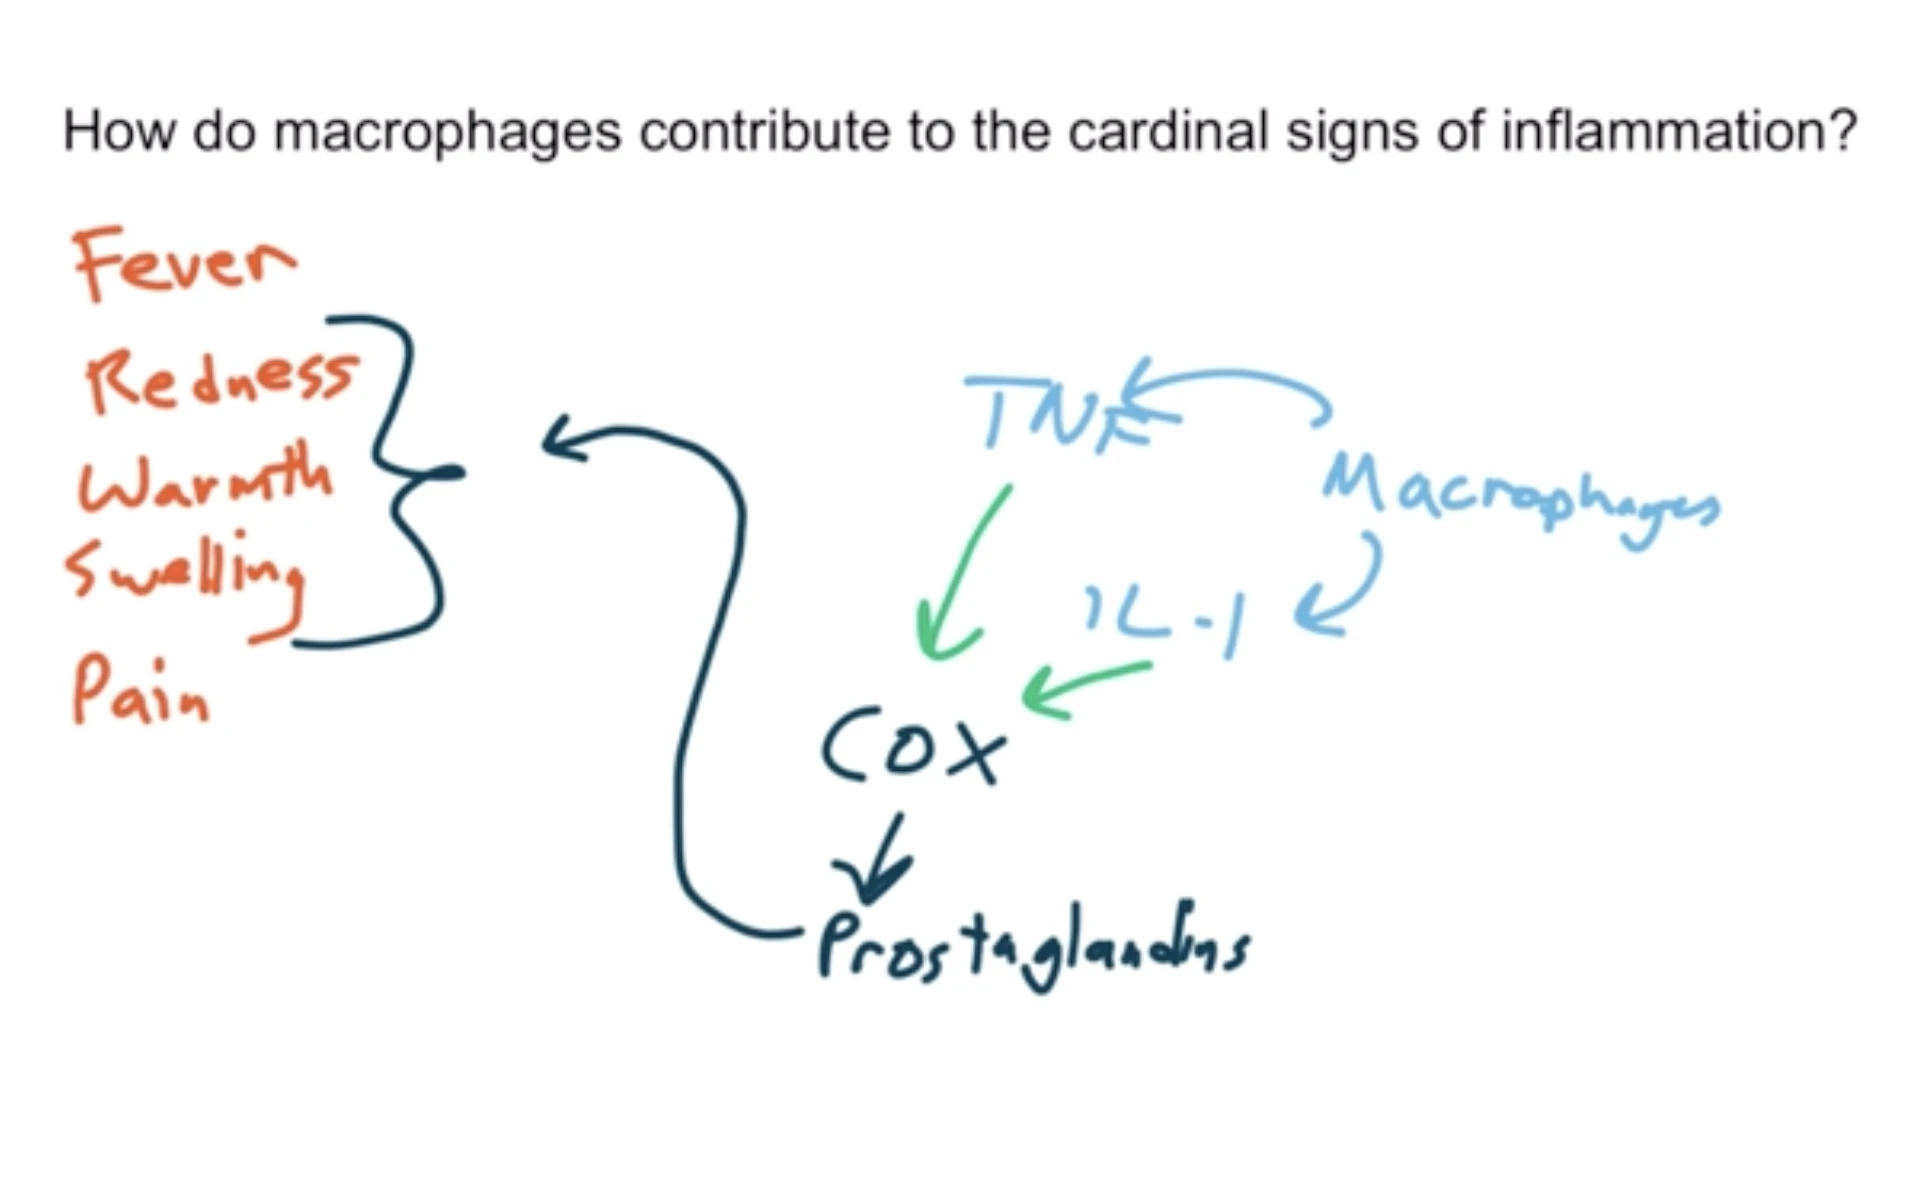 How do macrophages contribute to the cardinal signs of inflammation?
Fever
Redness
Warmth
Swelling
Pain
TNF
Macrophages
IL-1
COX
Prostaglandins